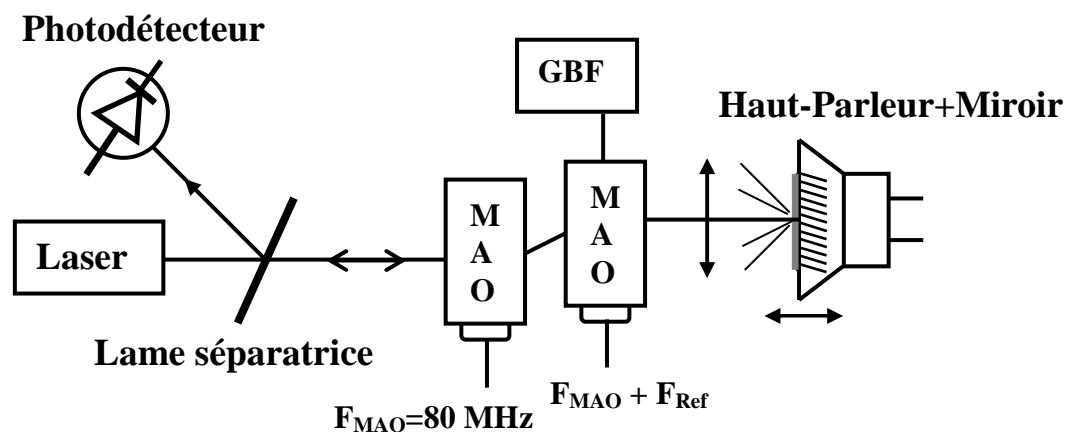 Photodétecteur
GBF
Haut-Parleur+Miroir
M
A
O
M
A
O
Laser
Lame séparatrice
F_MAO=80 MHz
F_MAO + F_Ref